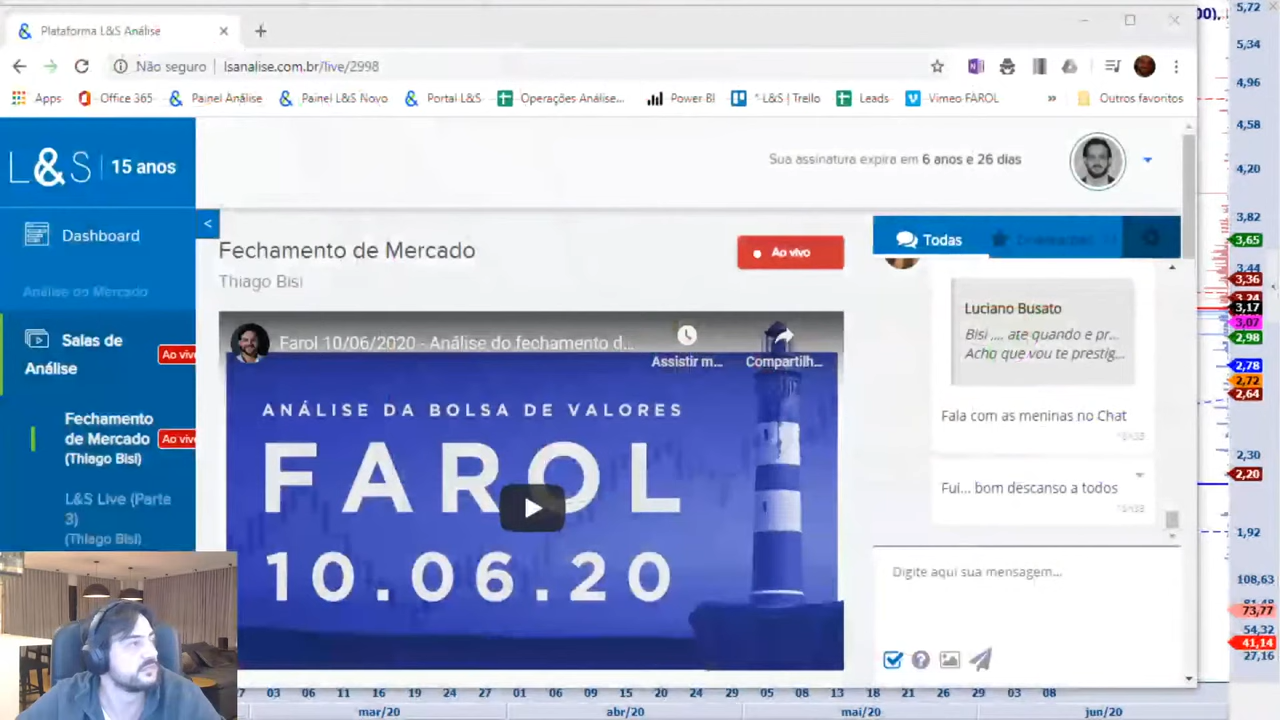 Plataforma L&S Análise
00),
Não seguro
lsanalise.com.br/live/2998
Apps
Office 365
Painel Análise
Painel L&S Novo
Portal L&S
Operações Análise...
Power BI
* L&S | Trello
Leads
Vimeo FAROL
»
Outros favoritos
L&S
15 anos
Sua assinatura expira em 6 anos e 26 dias
<
Dashboard
Análise do Mercado
Salas de
Análise
Ao vivo
Fechamento
de Mercado
(Thiago Bisi)
Ao vivo
L&S Live (Parte
3)
(Thiago Bisi)
Fechamento de Mercado
Thiago Bisi
Ao vivo
Farol 10/06/2020 - Análise do fechamento d...
Assistir m...
Compartilh...
ANÁLISE DA BOLSA DE VALORES
FAROL
10.06.20
Todas
Luciano Busato
Bisi ,... ate quando e pr...
Acho que vou te prestig...
Fala com as meninas no Chat
Fui... bom descanso a todos
Digite aqui sua mensagem...
5,72
5,34
4,96
4,58
4,20
3,82
3,65
3,44
3,36
3,24
3,17
3,07
2,98
2,78
2,72
2,64
2,30
2,20
1,92
108,63
73,77
54,32
41,14
27,16
7 03 06 11 16 19 24 27 01 06 09 15 20 24 29 05 08 13 18 21 26 29 03 08
mar/20
abr/20
mai/20
jun/20